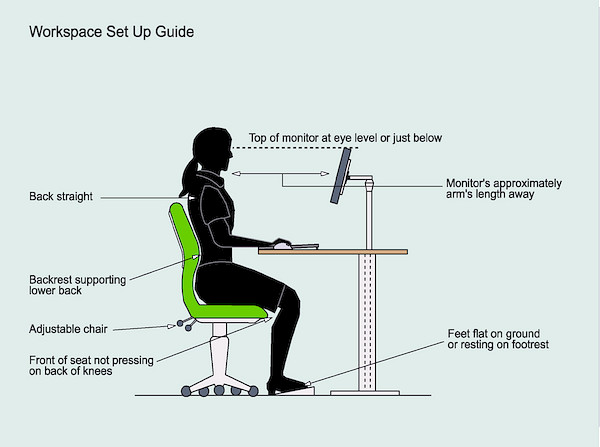 Workspace Set Up Guide
Top of monitor at eye level or just below
Monitor's approximately
arm's length away
Back straight
Backrest supporting
lower back
Adjustable chair
Front of seat not pressing
on back of knees
Feet flat on ground
or resting on footrest